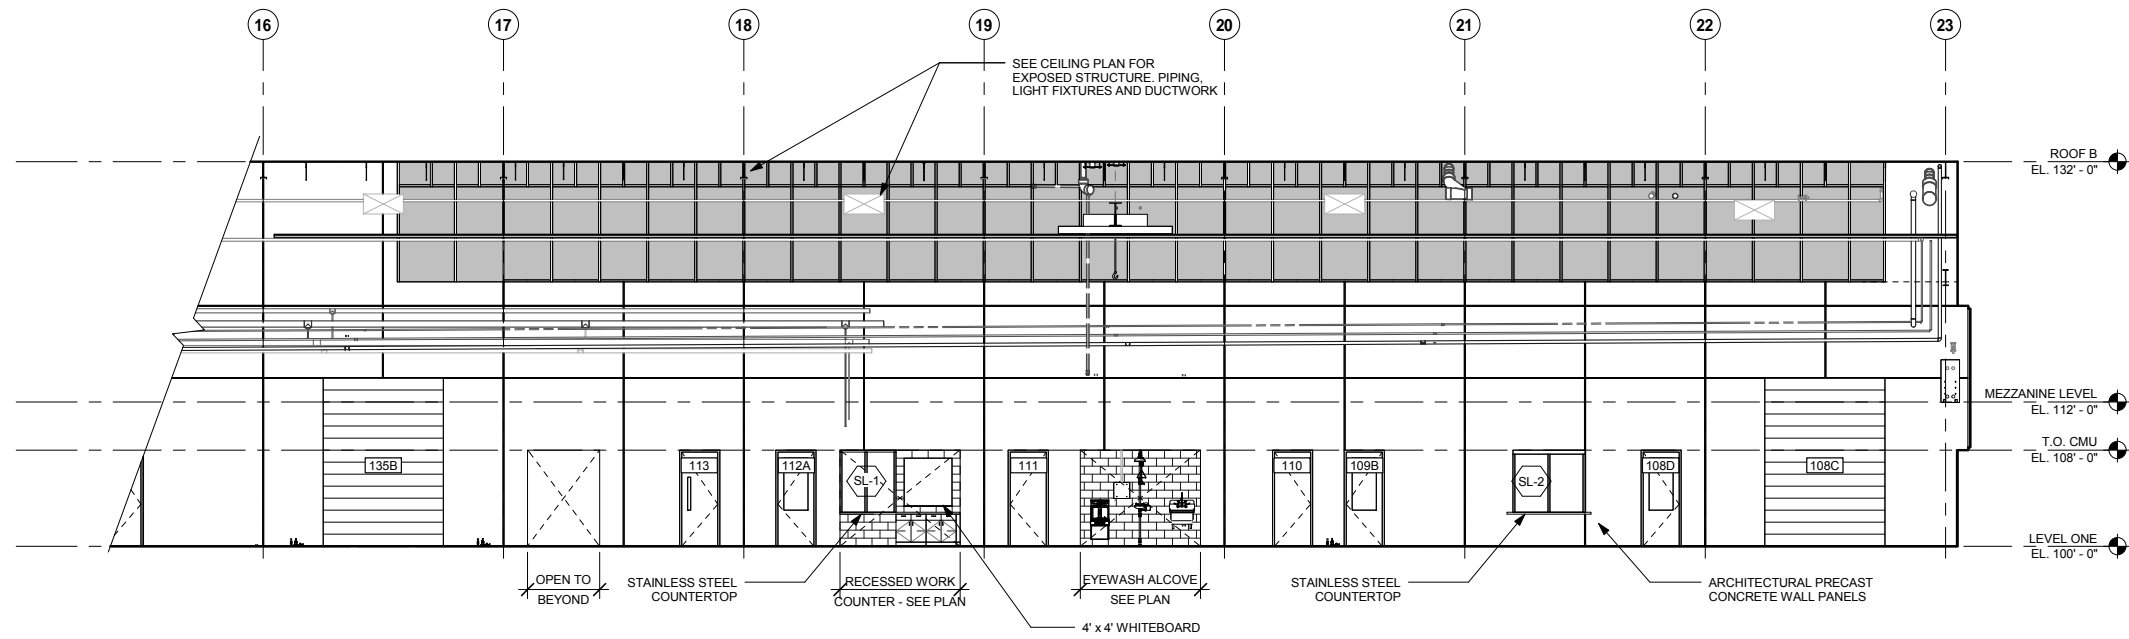 16
17
18
19
20
21
22
23
SEE CEILING PLAN FOR
EXPOSED STRUCTURE. PIPING,
LIGHT FIXTURES AND DUCTWORK
ROOF B
EL. 132' - 0"
MEZZANINE LEVEL
EL. 112' - 0"
T.O. CMU
EL. 108' - 0"
135B
113
112A
SL-1
111
110
109B
SL-2
108D
108C
LEVEL ONE
EL. 100' - 0"
OPEN TO
BEYOND
STAINLESS STEEL
COUNTERTOP
RECESSED WORK
COUNTER - SEE PLAN
EYEWASH ALCOVE
SEE PLAN
STAINLESS STEEL
COUNTERTOP
ARCHITECTURAL PRECAST
CONCRETE WALL PANELS
4' x 4' WHITEBOARD